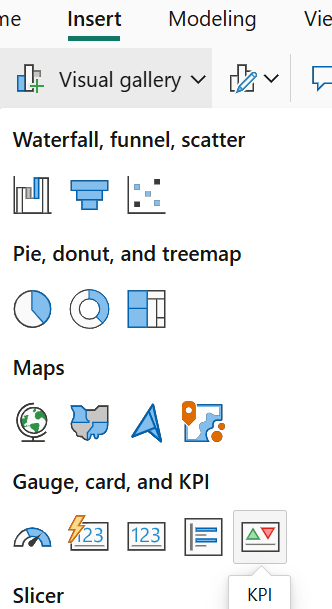 me Insert Modeling Vie
Visual gallery
Waterfall, funnel, scatter
Pie, donut, and treemap
Maps
Gauge, card, and KPI
123 123
Slicer
KPI